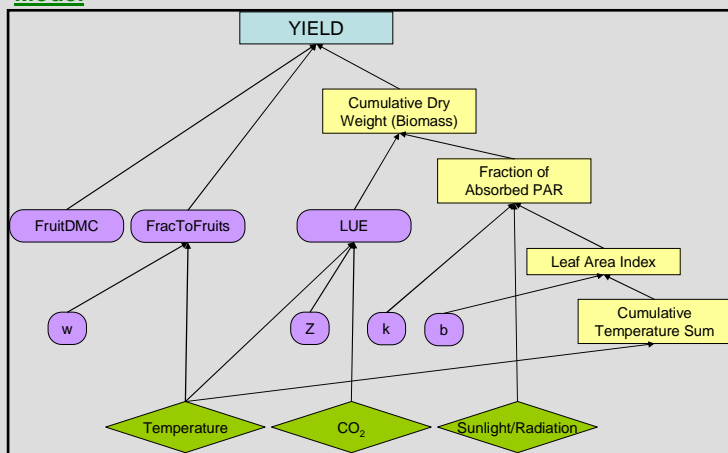 Model
YIELD
Cumulative Dry
Weight (Biomass)
Fraction of
Absorbed PAR
FruitDMC
FracToFruits
LUE
Leaf Area Index
w
Z
k
b
Cumulative
Temperature Sum
Temperature
CO₂
Sunlight/Radiation